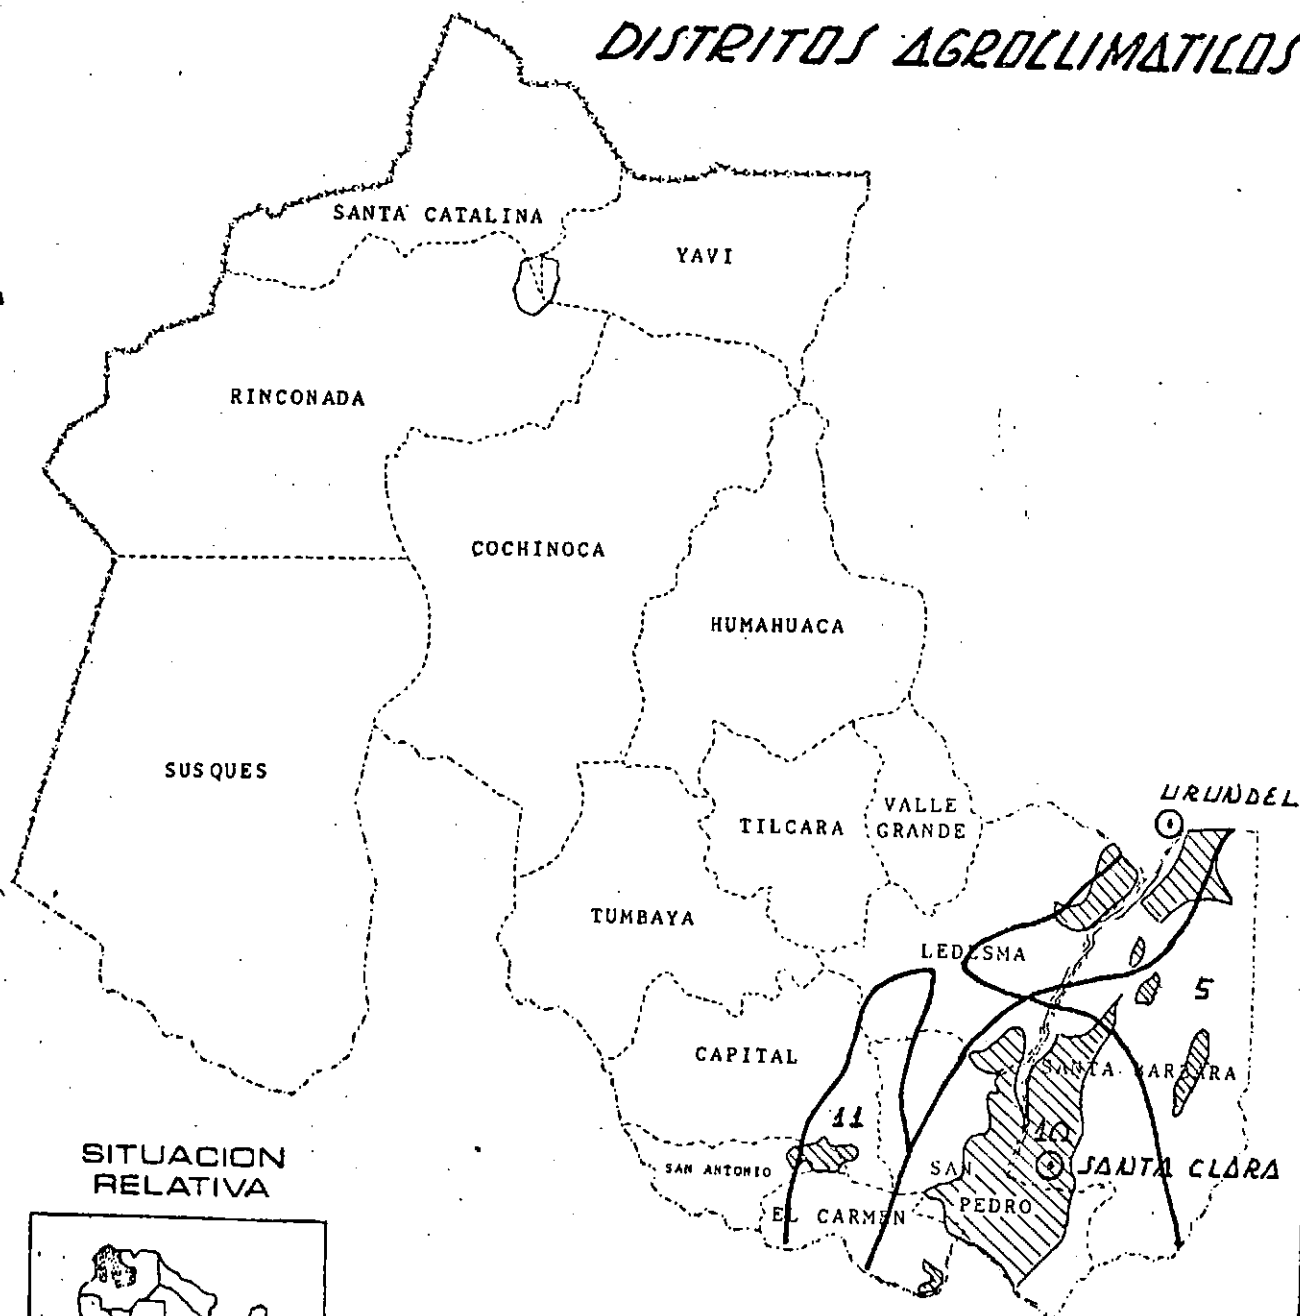 DISTRITOS AGROCLIMATICOS
SANTA CATALINA
YAVI
RINCONADA
COCHINOCA
HUMAHUACA
SUSQUES
URUNDEL
VALLE
GRANDE
TILCARA
TUMBAYA
LEDESMA
5
CAPITAL
SANTA BARBARA
11
10
SAN ANTONIO
SAN
PEDRO
SANTA CLARA
EL CARMEN
SITUACION
RELATIVA